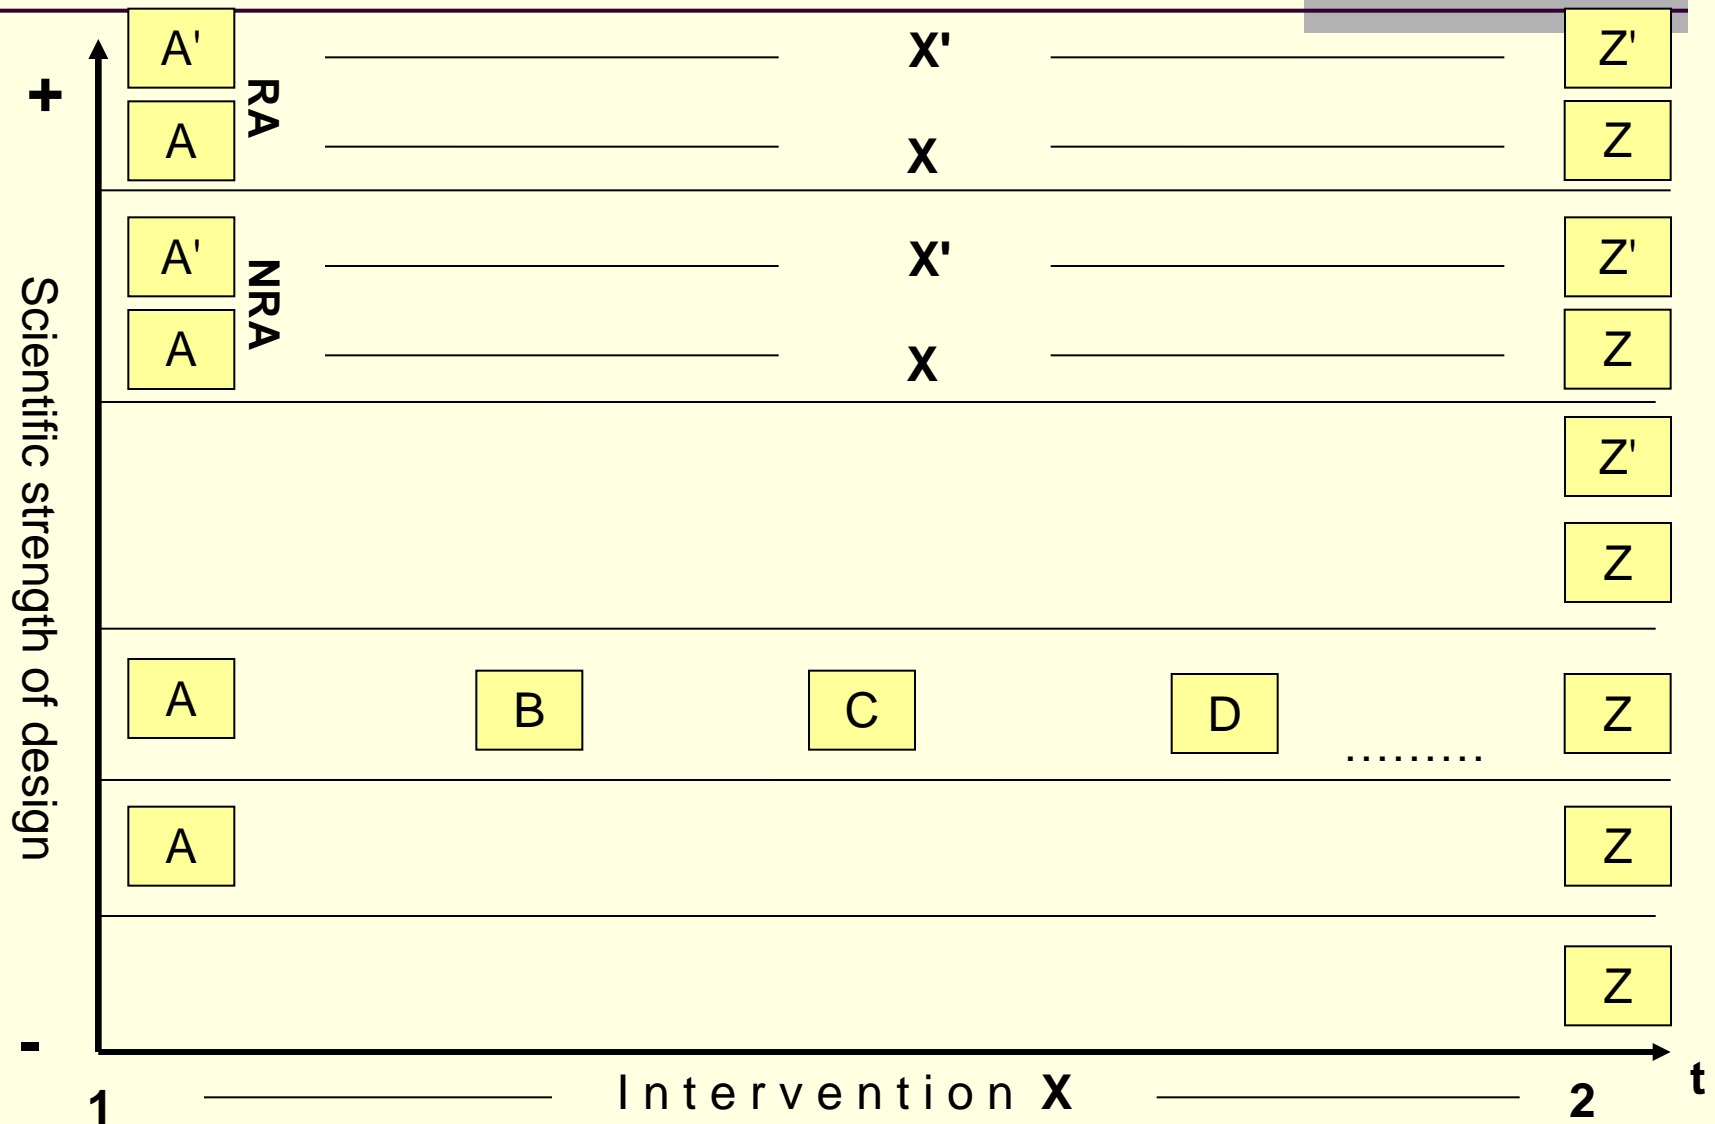 +
Scientific strength of design
-
A' RA X' Z'
A X Z
A' NRA X' Z'
A X Z
Z'
Z
A B C D ......... Z
A Z
Z
1 Intervention X 2 t